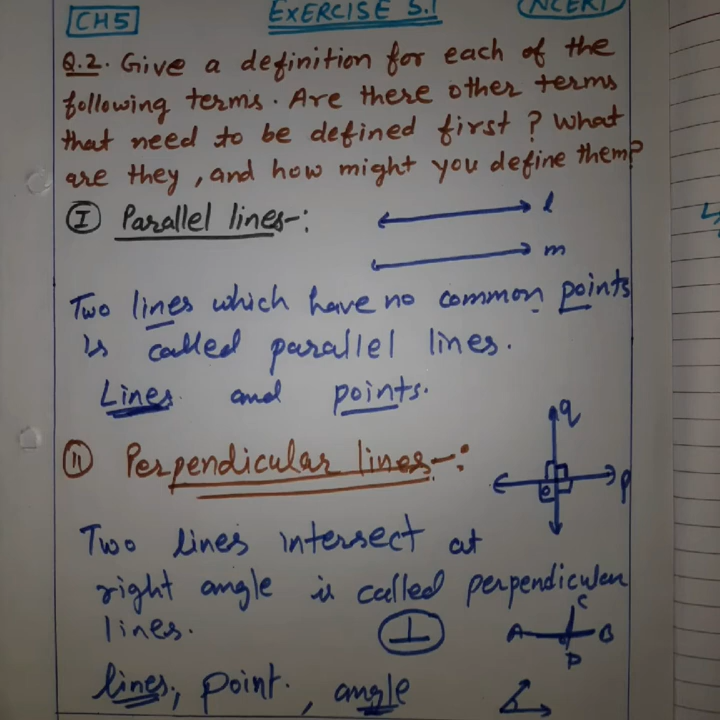 CH5
EXERCISE 5.1
NCERT
Q.2. Give a definition for each of the
following terms. Are there other terms
that need to be defined first? What
are they, and how might you define them?
I Parallel lines-:
l
m
Two lines which have no common points
is called parallel lines.
Lines and points.
II Perpendicular lines-:
q
p
Two lines intersect at
right angle is called perpendicular
lines.
⊥
C
A
B
D
lines, point. , angle